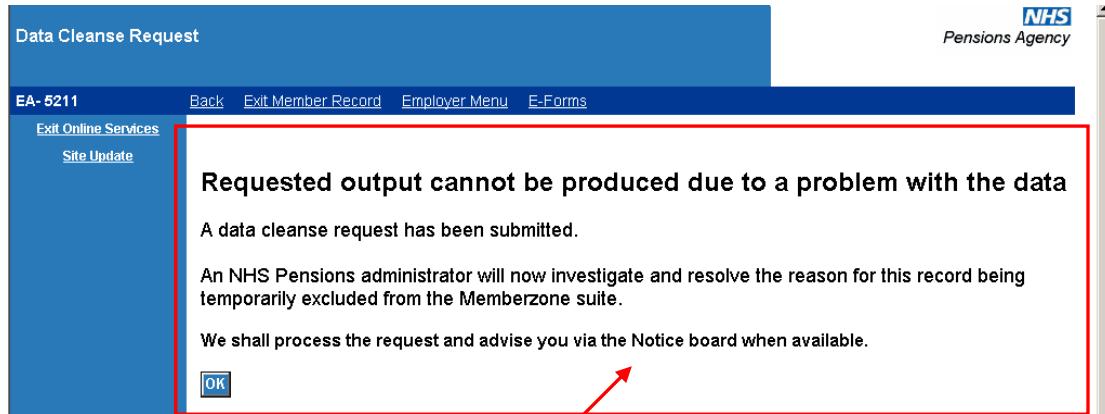 Data Cleanse Request
NHS
Pensions Agency
EA- 5211 Back Exit Member Record Employer Menu E-Forms
Exit Online Services
Site Update
Requested output cannot be produced due to a problem with the data
A data cleanse request has been submitted.
An NHS Pensions administrator will now investigate and resolve the reason for this record being
temporarily excluded from the Memberzone suite.
We shall process the request and advise you via the Notice board when available.
OK